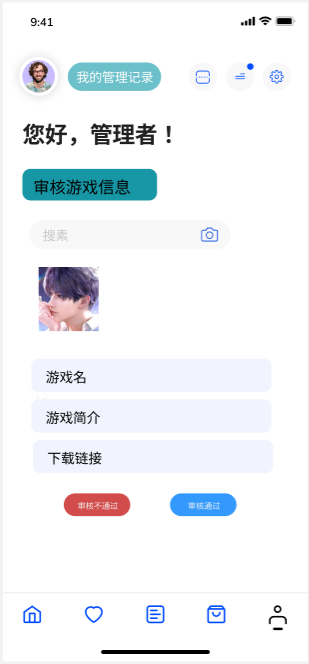 9:41
我的管理记录
您好，管理者！
审核游戏信息
搜素
游戏名
游戏简介
下载链接
审核不通过
审核通过